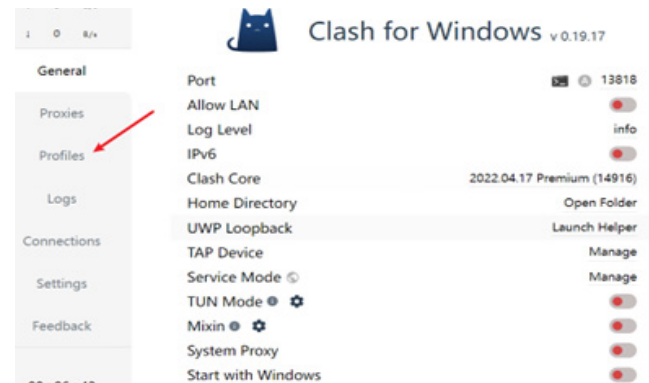 Clash for Windows v 0.19.17
General
Proxies
Profiles
Logs
Connections
Settings
Feedback
Port 13818
Allow LAN
Log Level info
IPv6
Clash Core 2022.04.17 Premium (14916)
Home Directory Open Folder
UWP Loopback Launch Helper
TAP Device Manage
Service Mode Manage
TUN Mode
Mixin
System Proxy
Start with Windows